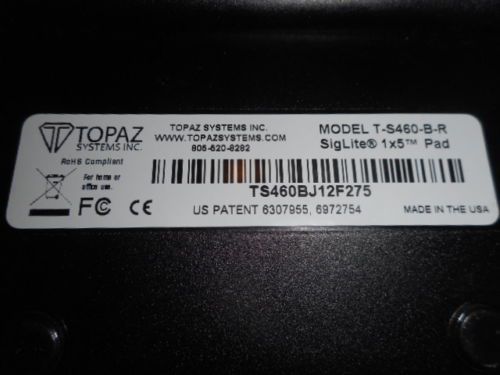 TOPAZ
SYSTEMS INC.
RoHS Compliant
For home or
office use.
FC CE
TOPAZ SYSTEMS INC.
WWW.TOPAZSYSTEMS.COM
805-520-8282
MODEL T-S460-B-R
SigLite® 1x5™ Pad
TS460BJ12F275
US PATENT 6307955, 6972754
MADE IN THE USA